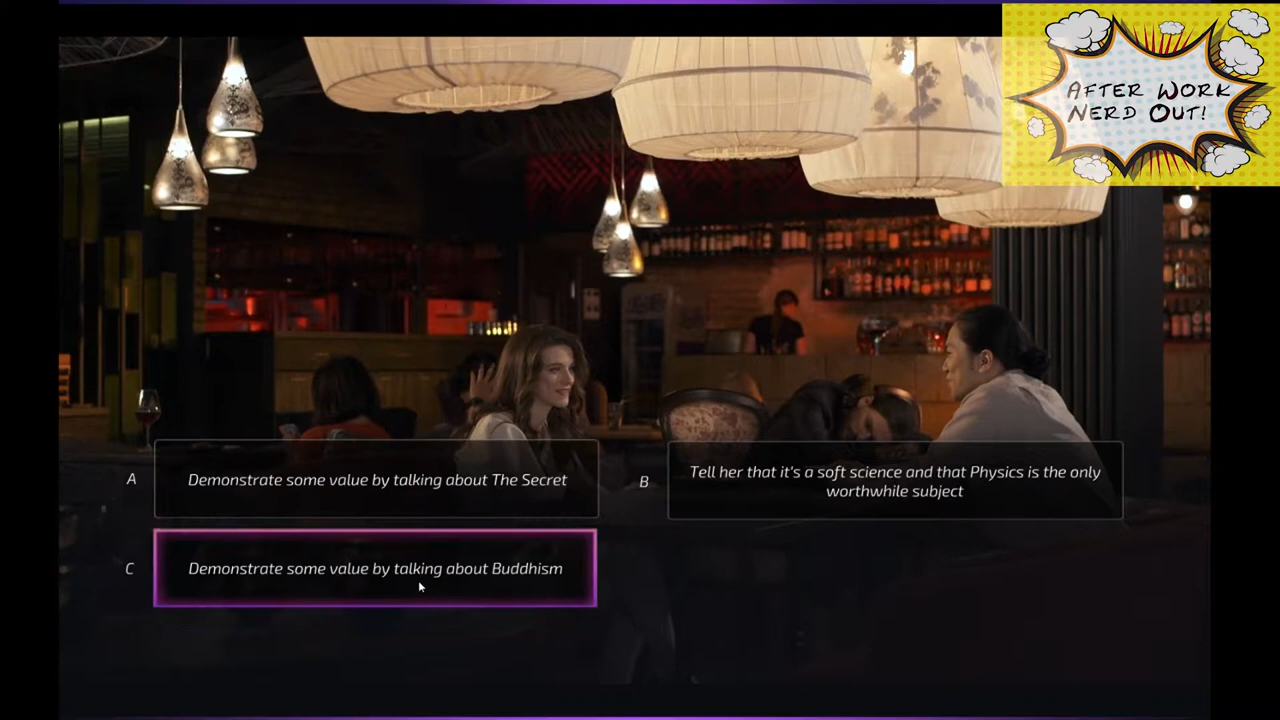 AFTER WORK
NERD OUT!
A
Demonstrate some value by talking about The Secret
B
Tell her that it's a soft science and that Physics is the only
worthwhile subject
C
Demonstrate some value by talking about Buddhism